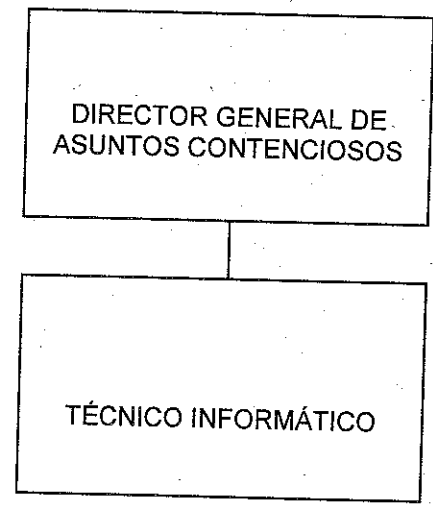 DIRECTOR GENERAL DE
ASUNTOS CONTENCIOSOS
TÉCNICO INFORMÁTICO